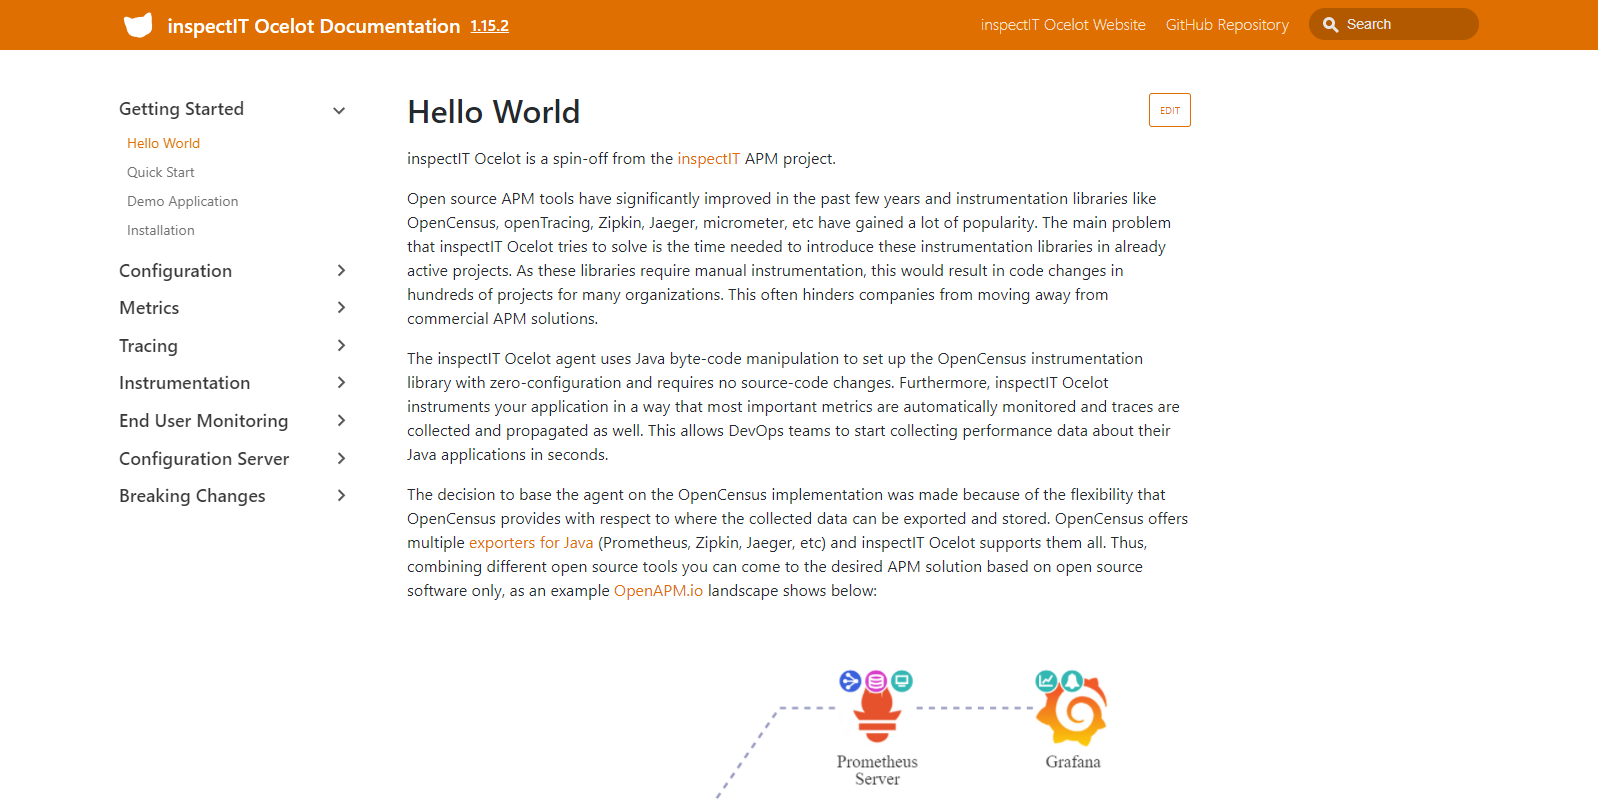 inspectIT Ocelot Documentation 1.15.2
inspectIT Ocelot Website GitHub Repository Search
Getting Started
Hello World
Quick Start
Demo Application
Installation
Configuration
Metrics
Tracing
Instrumentation
End User Monitoring
Configuration Server
Breaking Changes
Hello World
EDIT
inspectIT Ocelot is a spin-off from the inspectIT APM project.
Open source APM tools have significantly improved in the past few years and instrumentation libraries like
OpenCensus, openTracing, Zipkin, Jaeger, micrometer, etc have gained a lot of popularity. The main problem
that inspectIT Ocelot tries to solve is the time needed to introduce these instrumentation libraries in already
active projects. As these libraries require manual instrumentation, this would result in code changes in
hundreds of projects for many organizations. This often hinders companies from moving away from
commercial APM solutions.
The inspectIT Ocelot agent uses Java byte-code manipulation to set up the OpenCensus instrumentation
library with zero-configuration and requires no source-code changes. Furthermore, inspectIT Ocelot
instruments your application in a way that most important metrics are automatically monitored and traces are
collected and propagated as well. This allows DevOps teams to start collecting performance data about their
Java applications in seconds.
The decision to base the agent on the OpenCensus implementation was made because of the flexibility that
OpenCensus provides with respect to where the collected data can be exported and stored. OpenCensus offers
multiple exporters for Java (Prometheus, Zipkin, Jaeger, etc) and inspectIT Ocelot supports them all. Thus,
combining different open source tools you can come to the desired APM solution based on open source
software only, as an example OpenAPM.io landscape shows below:
Prometheus
Server
Grafana